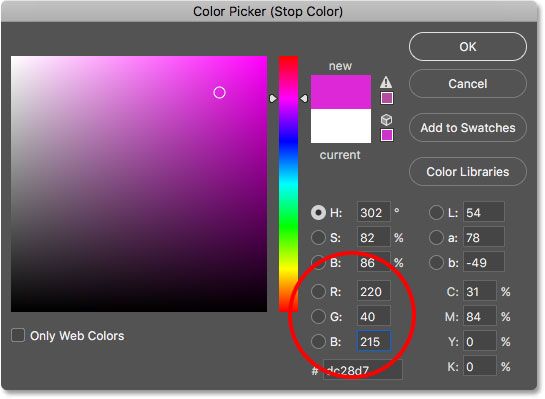 Color Picker (Stop Color)
new
current
OK
Cancel
Add to Swatches
Color Libraries
H: 302 °
S: 82 %
B: 86 %
R: 220
G: 40
B: 215
# dc28d7
L: 54
a: 78
b: -49
C: 31 %
M: 84 %
Y: 0 %
K: 0 %
Only Web Colors